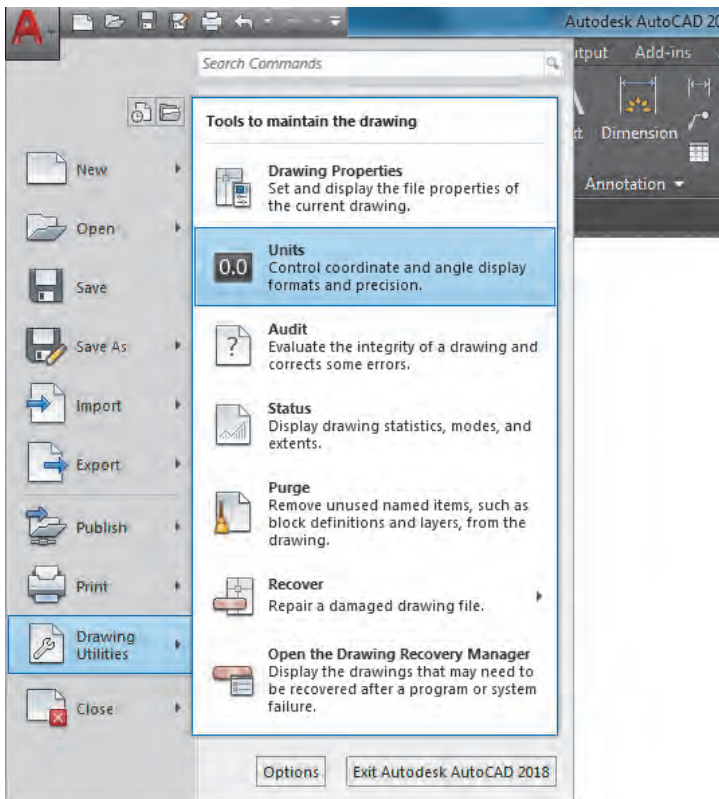 Autodesk AutoCAD 20
Search Commands
Add-ins
Dimension
Annotation
Tools to maintain the drawing
New
Open
Save
Save As
Import
Export
Publish
Print
Drawing
Utilities
Close
Drawing Properties
Set and display the file properties of
the current drawing.
0.0
Units
Control coordinate and angle display
formats and precision.
?
Audit
Evaluate the integrity of a drawing and
corrects some errors.
Status
Display drawing statistics, modes, and
extents.
Purge
Remove unused named items, such as
block definitions and layers, from the
drawing.
Recover
Repair a damaged drawing file.
Open the Drawing Recovery Manager
Display the drawings that may need to
be recovered after a program or system
failure.
Options
Exit Autodesk AutoCAD 2018